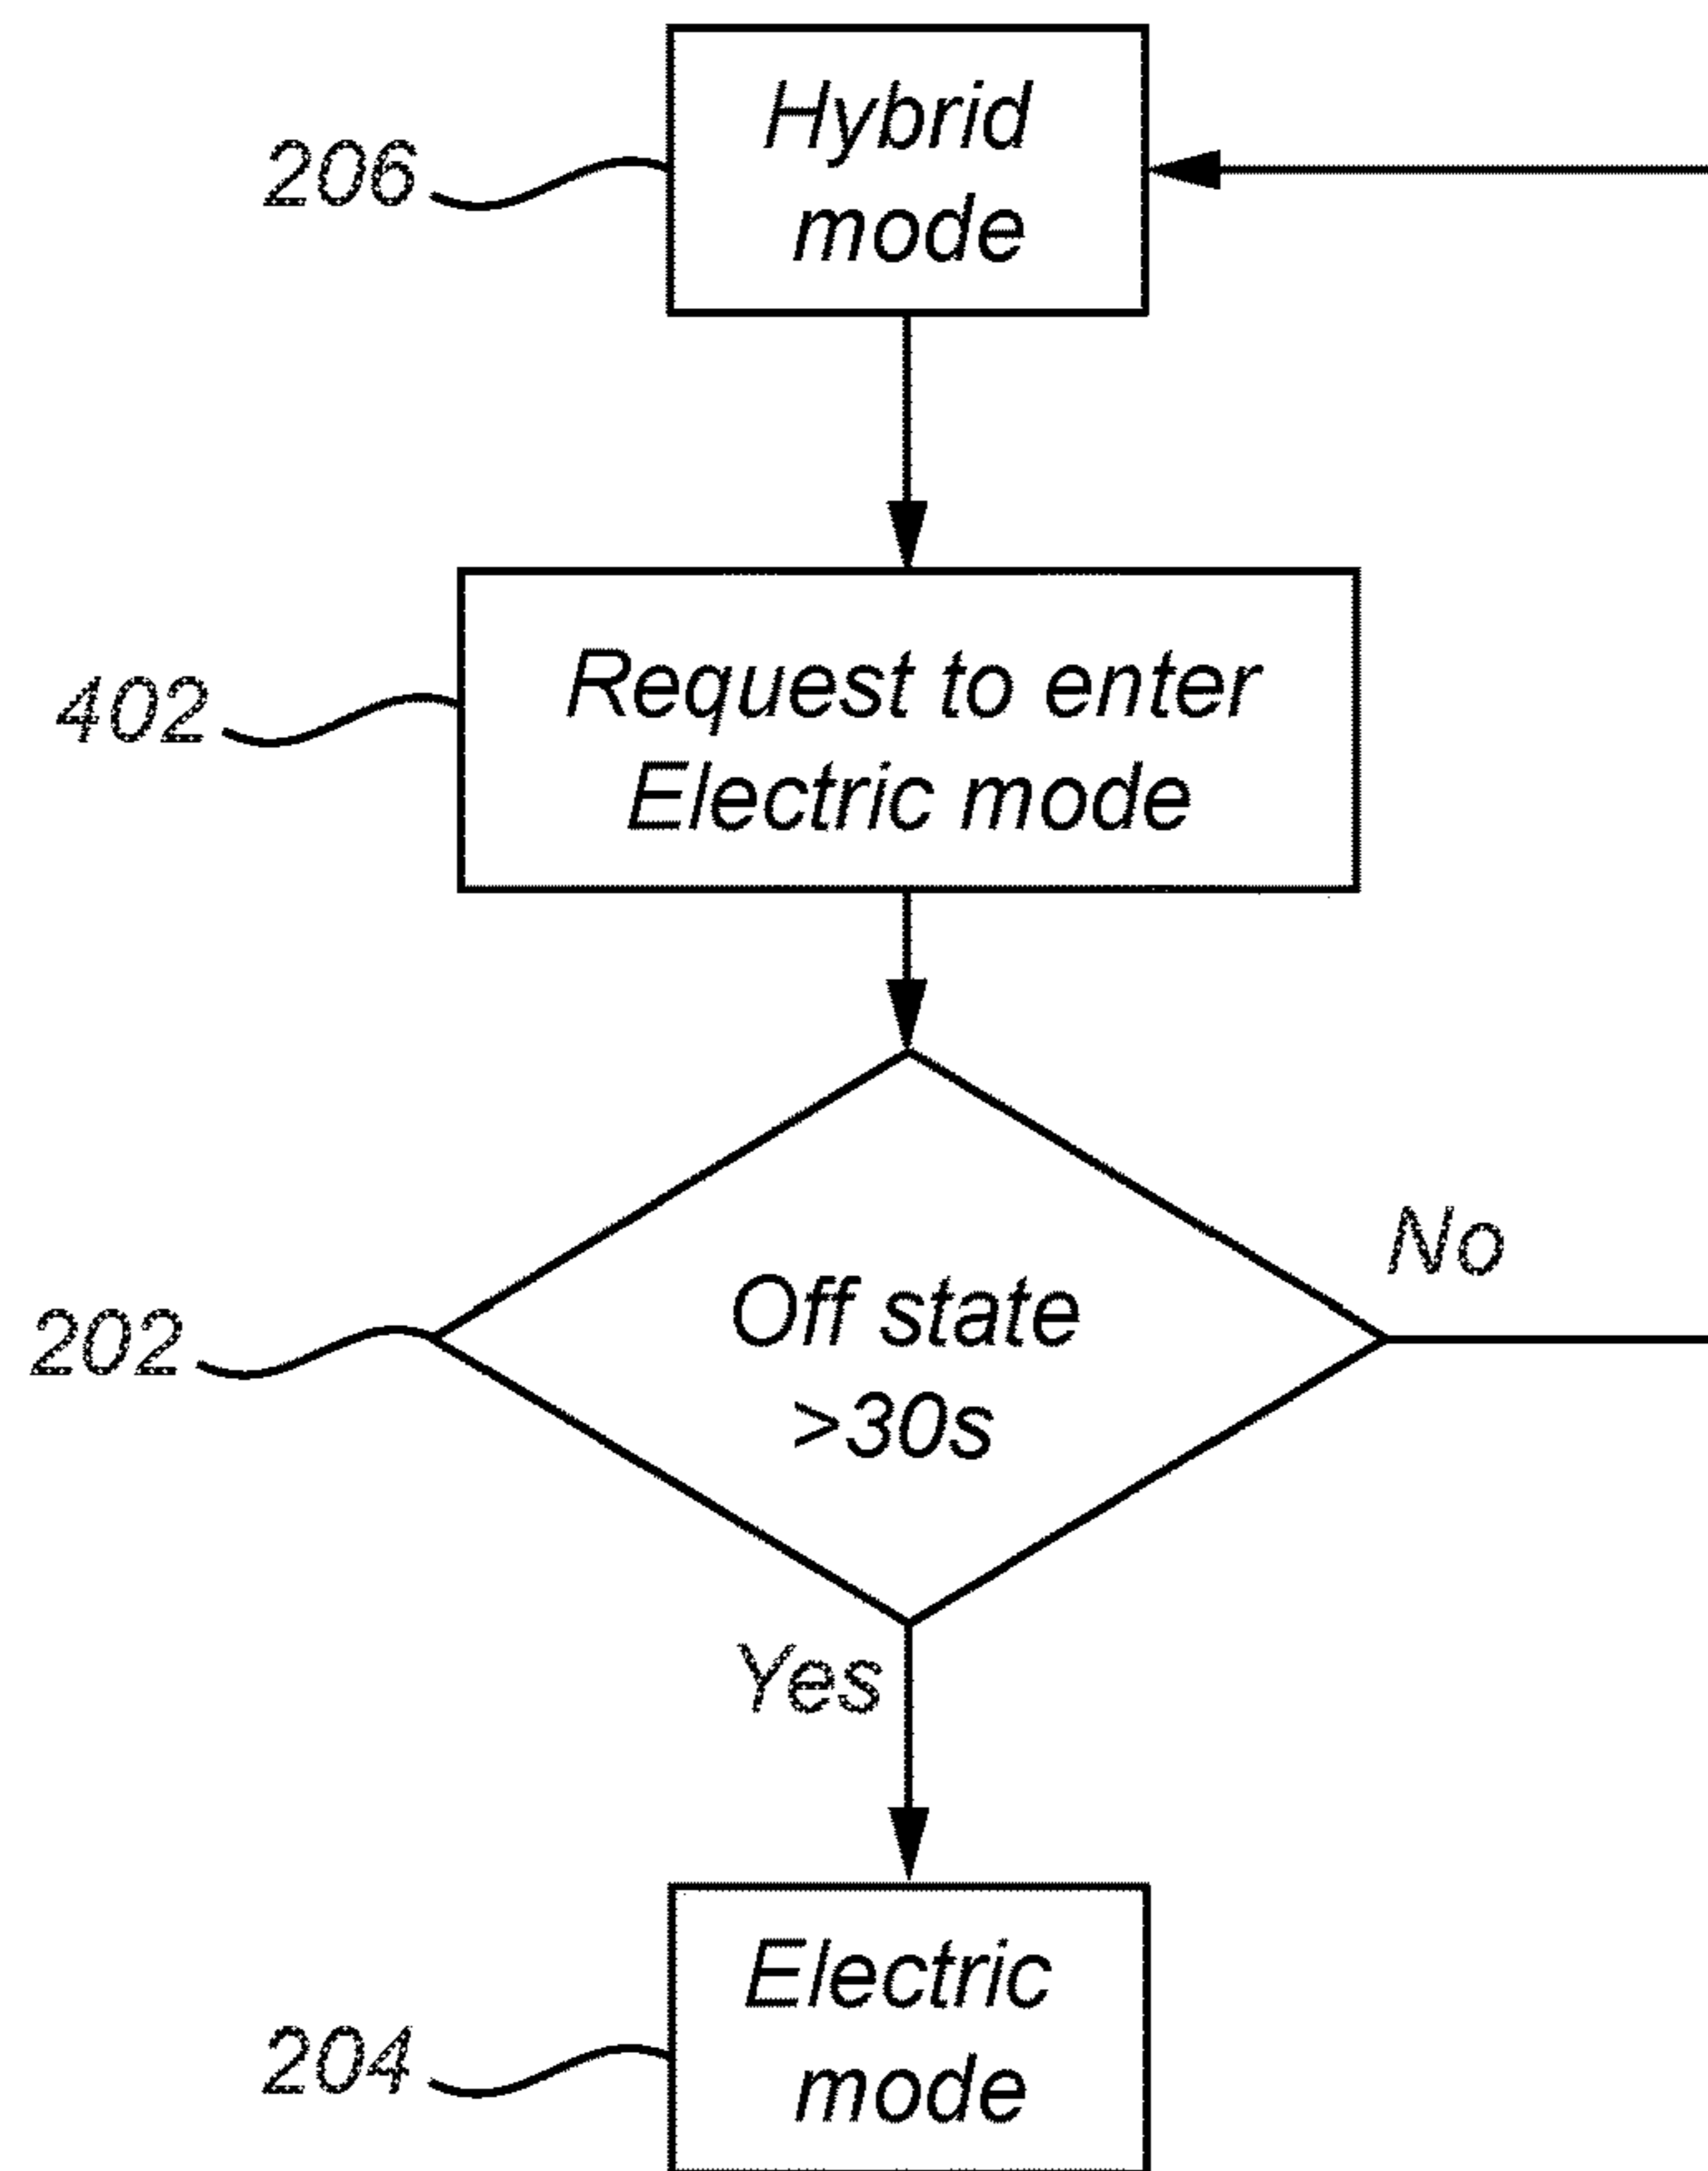 Hybrid
mode
206
Request to enter
Electric mode
402
No
Off state
>30s
202
Yes
Electric
mode
204